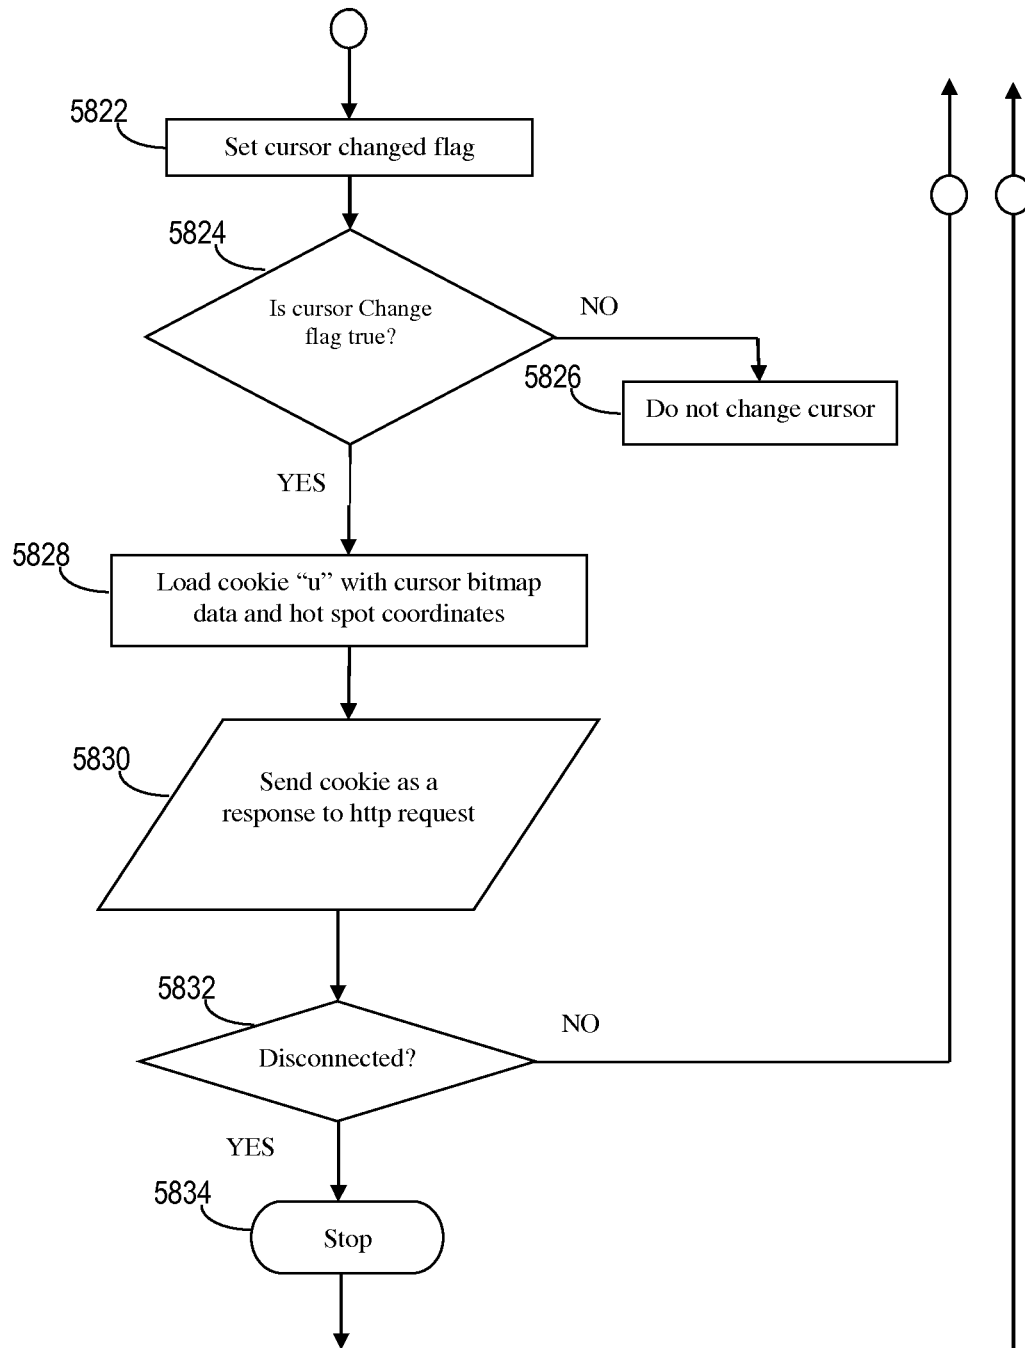 5822
Set cursor changed flag
5824
Is cursor Change
flag true?
NO
5826
Do not change cursor
YES
5828
Load cookie “u” with cursor bitmap
data and hot spot coordinates
5830
Send cookie as a
response to http request
5832
NO
Disconnected?
YES
5834
Stop